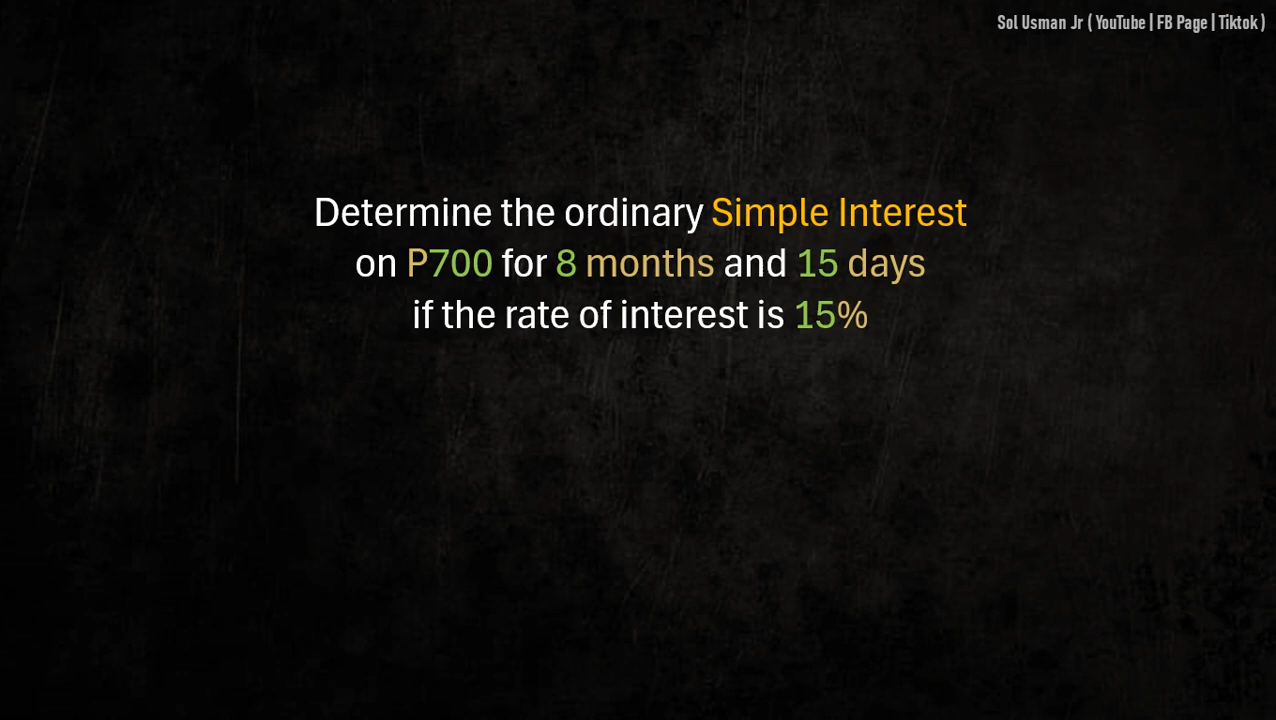 Sol Usman Jr ( YouTube | FB Page | Tiktok )
Determine the ordinary Simple Interest
on P700 for 8 months and 15 days
if the rate of interest is 15%